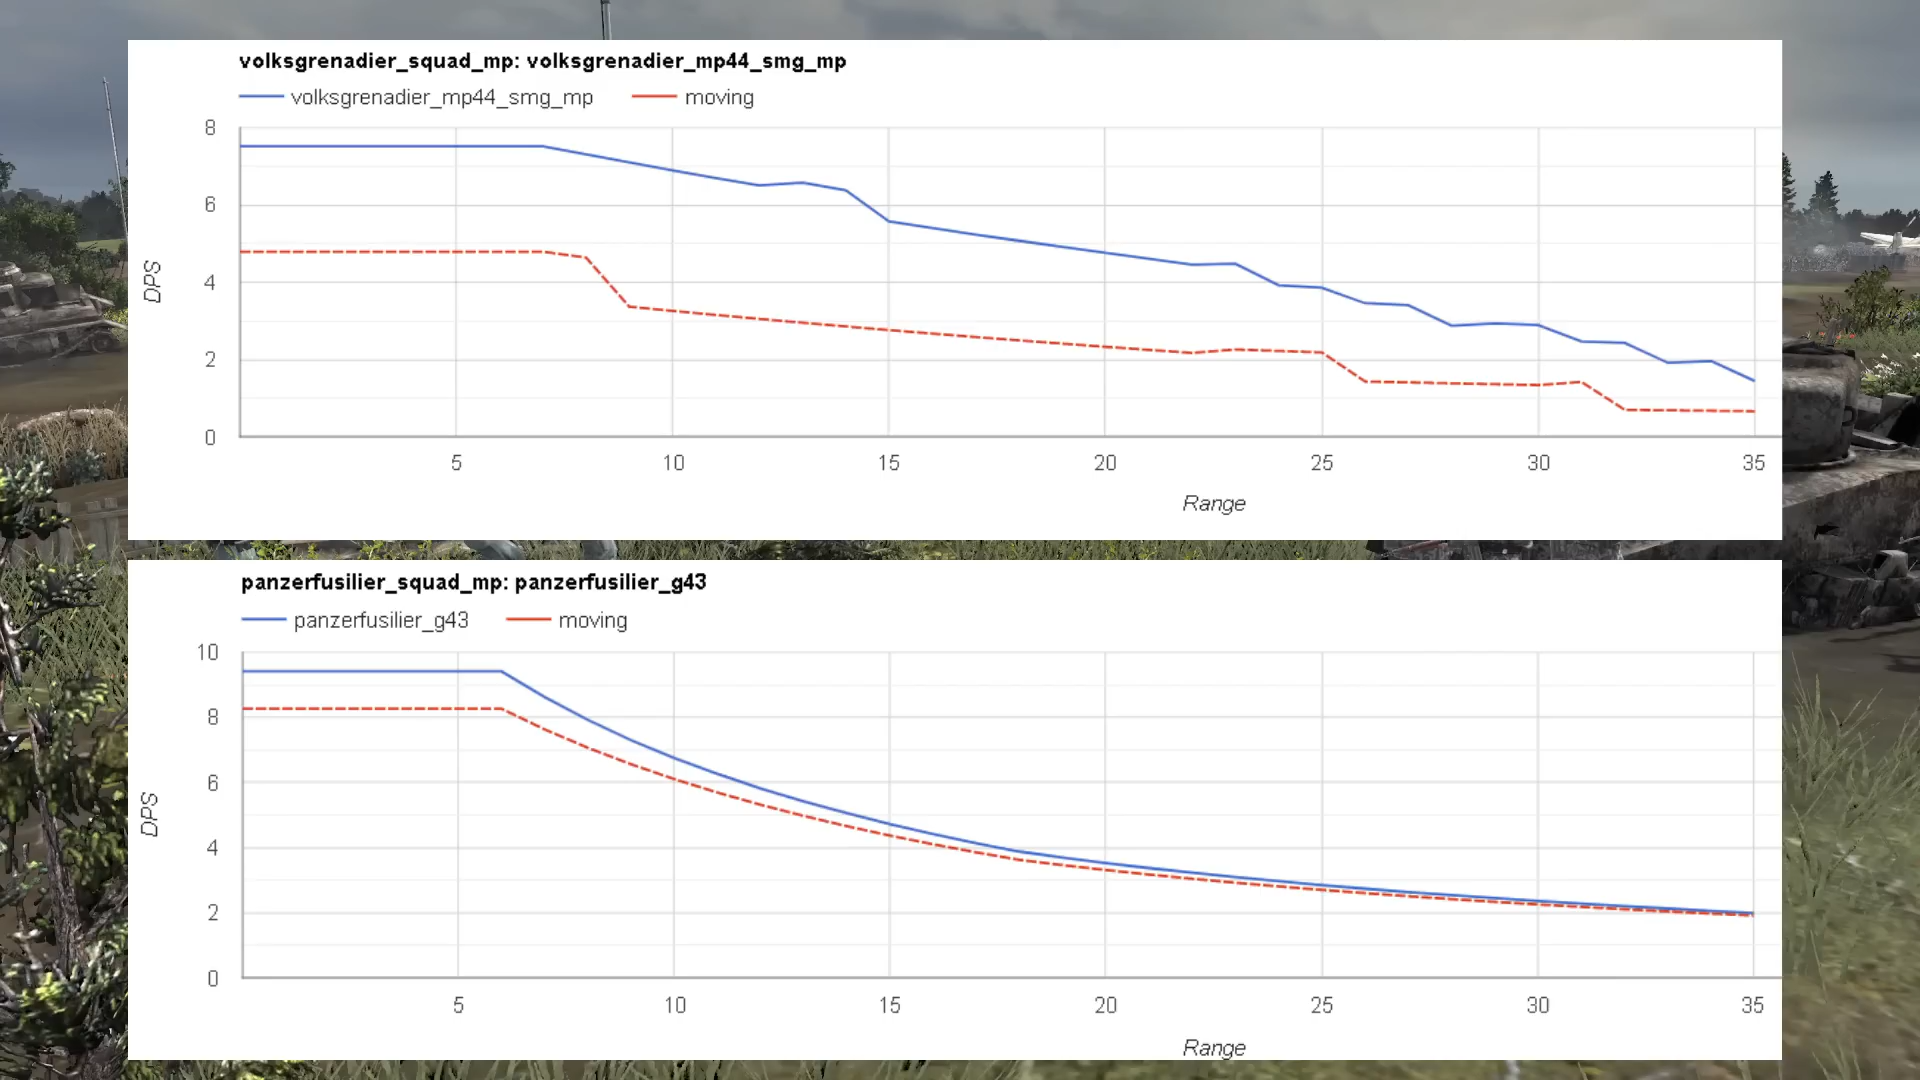 volksgrenadier_squad_mp: volksgrenadier_mp44_smg_mp
volksgrenadier_mp44_smg_mp moving
8
6
4
2
0
DPS
5 10 15 20 25 30 35
Range
panzerfusilier_squad_mp: panzerfusilier_g43
panzerfusilier_g43 moving
10
8
6
4
2
0
DPS
5 10 15 20 25 30 35
Range